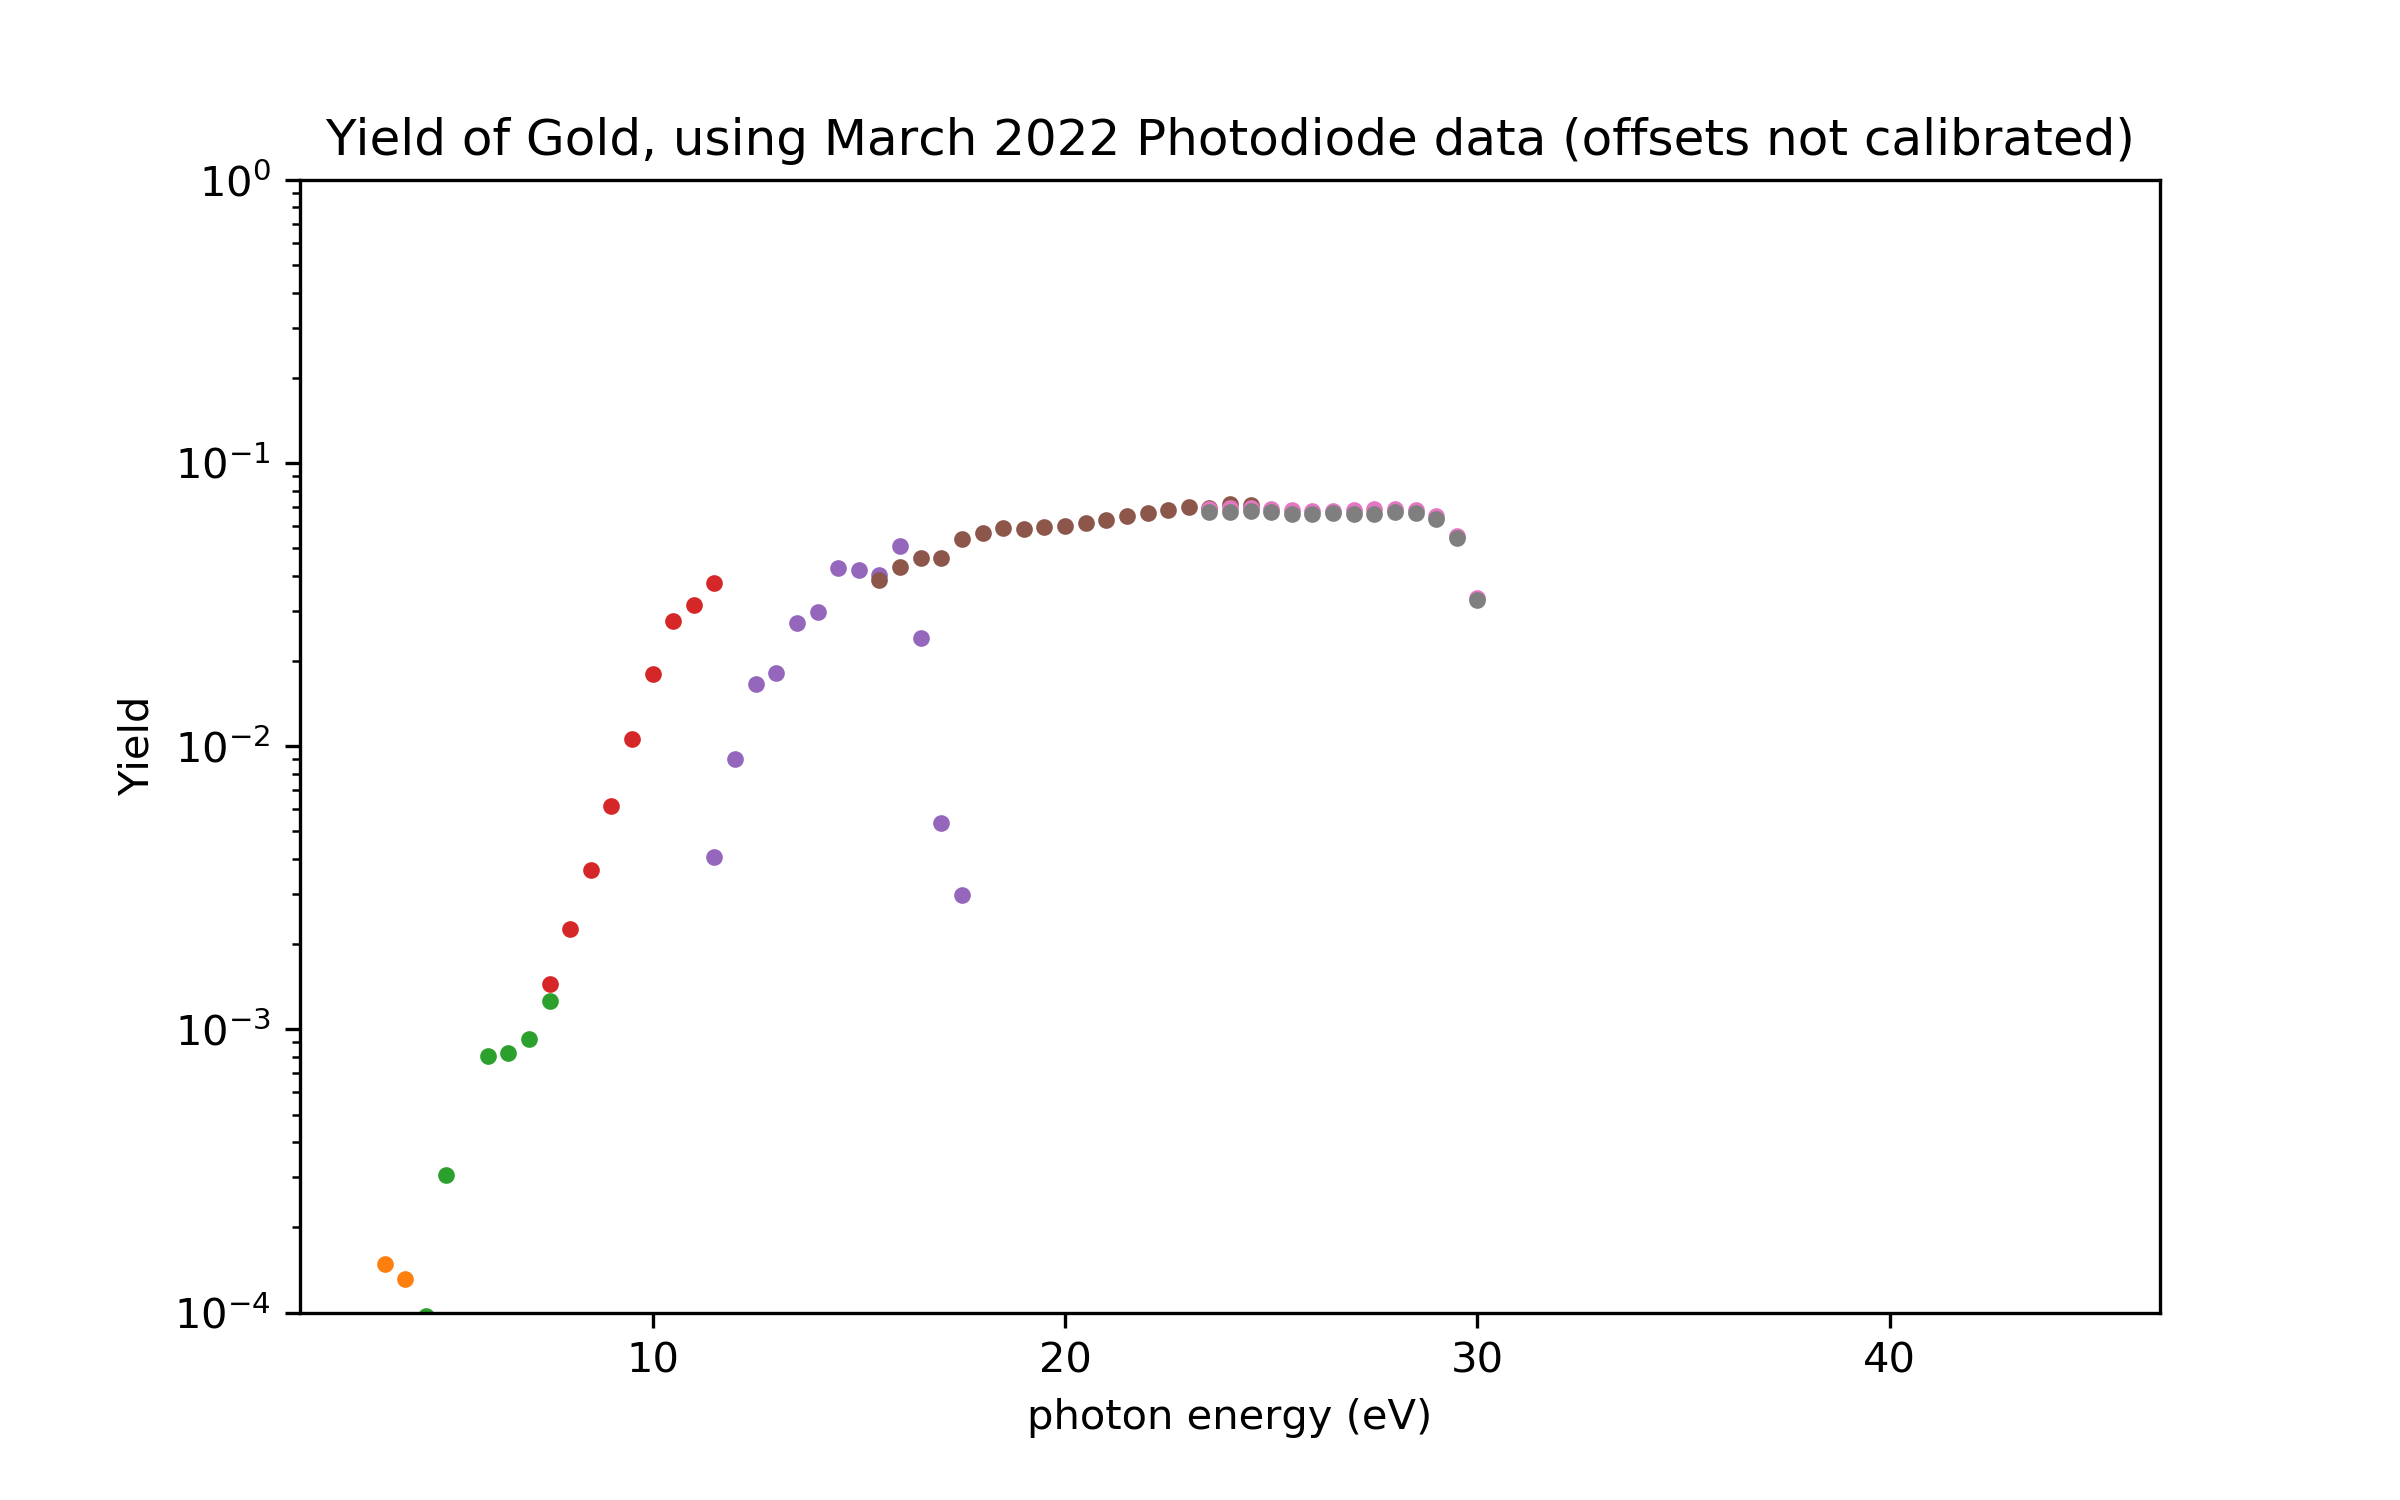 Yield of Gold, using March 2022 Photodiode data (offsets not calibrated)
10⁰
10⁻¹
10⁻²
10⁻³
10⁻⁴
Yield
10 20 30 40
photon energy (eV)